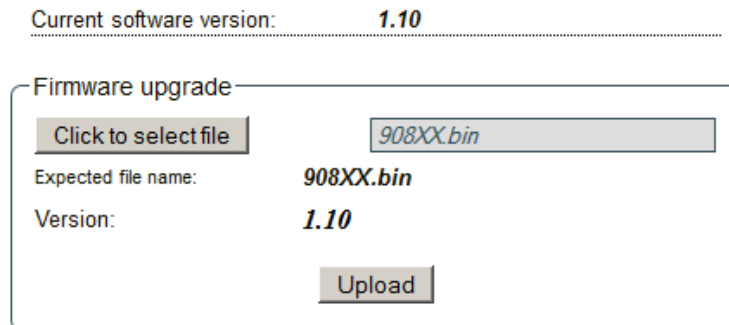 Current software version: 1.10
Firmware upgrade
Click to select file 908XX.bin
Expected file name: 908XX.bin
Version: 1.10
Upload